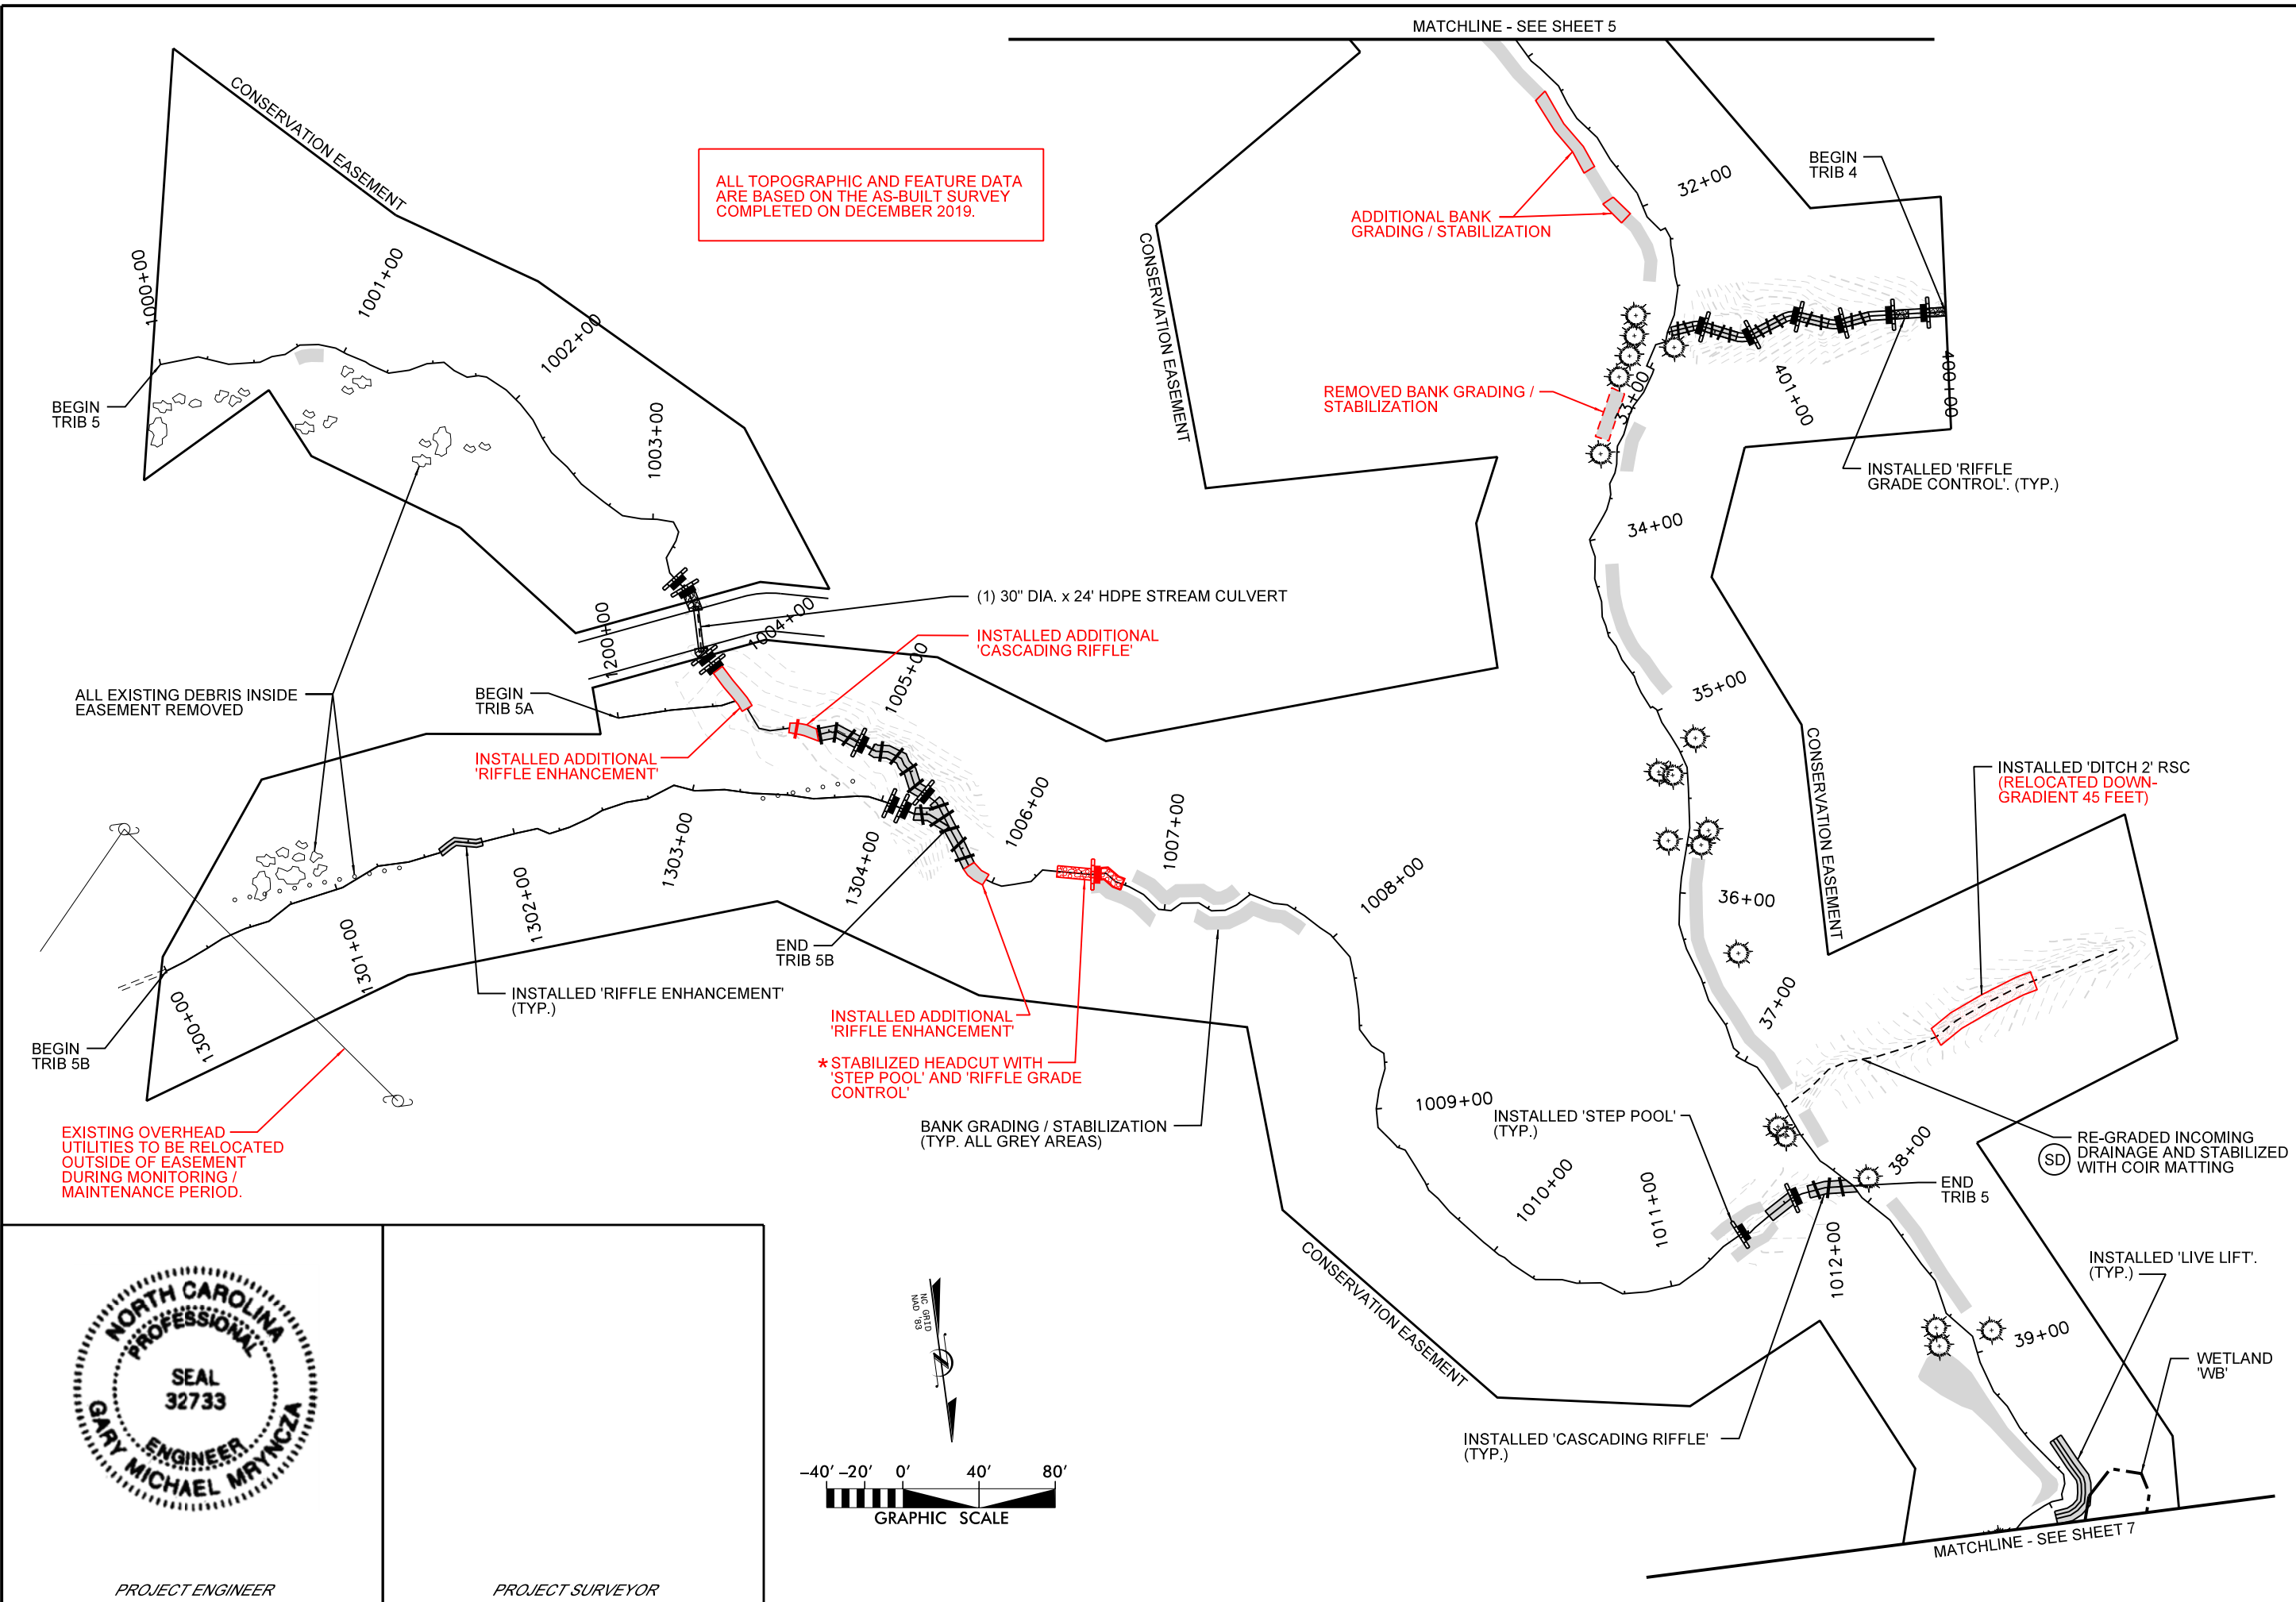 MATCHLINE - SEE SHEET 5
CONSERVATION EASEMENT
ALL TOPOGRAPHIC AND FEATURE DATA
ARE BASED ON THE AS-BUILT SURVEY
COMPLETED ON DECEMBER 2019.
32+00
BEGIN
TRIB 4
ADDITIONAL BANK
GRADING / STABILIZATION
CONSERVATION EASEMENT
1000+00
1001+00
1002+00
1003+00
BEGIN
TRIB 5
REMOVED BANK GRADING /
STABILIZATION
33+00
401+00
400+00
INSTALLED 'RIFFLE
GRADE CONTROL'. (TYP.)
34+00
(1) 30" DIA. x 24' HDPE STREAM CULVERT
1200+00
1004+00
INSTALLED ADDITIONAL
'CASCADING RIFFLE'
1005+00
ALL EXISTING DEBRIS INSIDE
EASEMENT REMOVED
BEGIN
TRIB 5A
35+00
INSTALLED ADDITIONAL
'RIFFLE ENHANCEMENT'
CONSERVATION EASEMENT
INSTALLED 'DITCH 2' RSC
(RELOCATED DOWN-
GRADIENT 45 FEET)
1006+00
1007+00
1303+00
1304+00
1302+00
1301+00
1300+00
1008+00
36+00
END
TRIB 5B
INSTALLED 'RIFFLE ENHANCEMENT'
(TYP.)
37+00
BEGIN
TRIB 5B
INSTALLED ADDITIONAL
'RIFFLE ENHANCEMENT'
* STABILIZED HEADCUT WITH
'STEP POOL' AND 'RIFFLE GRADE
CONTROL'
1009+00
INSTALLED 'STEP POOL'
(TYP.)
BANK GRADING / STABILIZATION
(TYP. ALL GREY AREAS)
EXISTING OVERHEAD
UTILITIES TO BE RELOCATED
OUTSIDE OF EASEMENT
DURING MONITORING /
MAINTENANCE PERIOD.
RE-GRADED INCOMING
DRAINAGE AND STABILIZED
WITH COIR MATTING
SD
38+00
END
TRIB 5
1010+00
1011+00
1012+00
CONSERVATION EASEMENT
INSTALLED 'LIVE LIFT'.
(TYP.)
39+00
WETLAND
'WB'
INSTALLED 'CASCADING RIFFLE'
(TYP.)
NORTH CAROLINA
PROFESSIONAL
SEAL
32733
ENGINEER
GARY MICHAEL MRYNCZA
NC GRID
NAD '83
-40' -20' 0' 40' 80'
GRAPHIC SCALE
MATCHLINE - SEE SHEET 7
PROJECT ENGINEER
PROJECT SURVEYOR